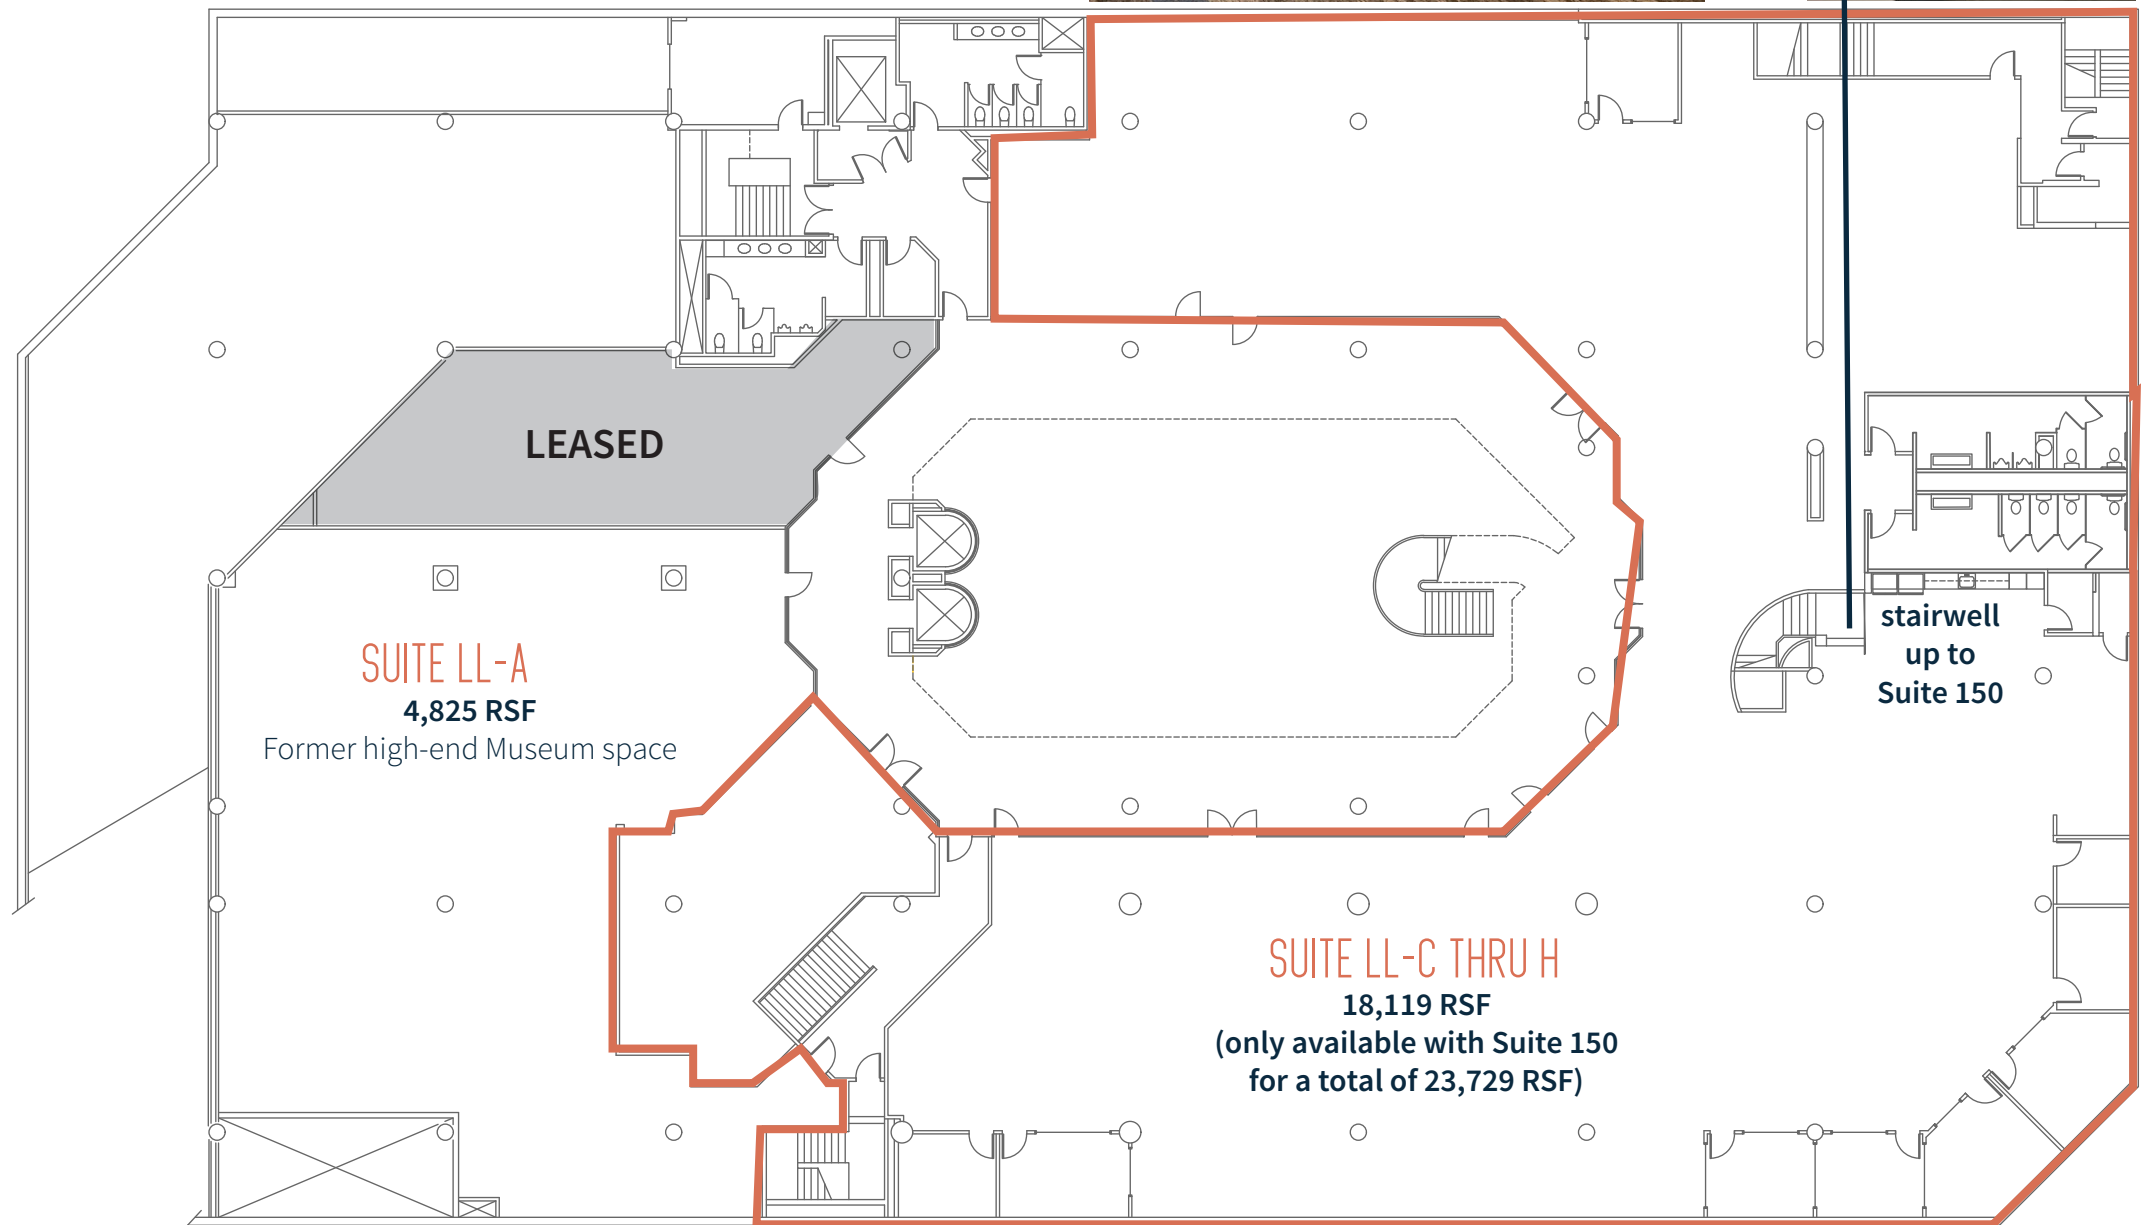 LEASED
SUITE LL-A
4,825 RSF
Former high-end Museum space
stairwell
up to
Suite 150
SUITE LL-C THRU H
18,119 RSF
(only available with Suite 150
for a total of 23,729 RSF)